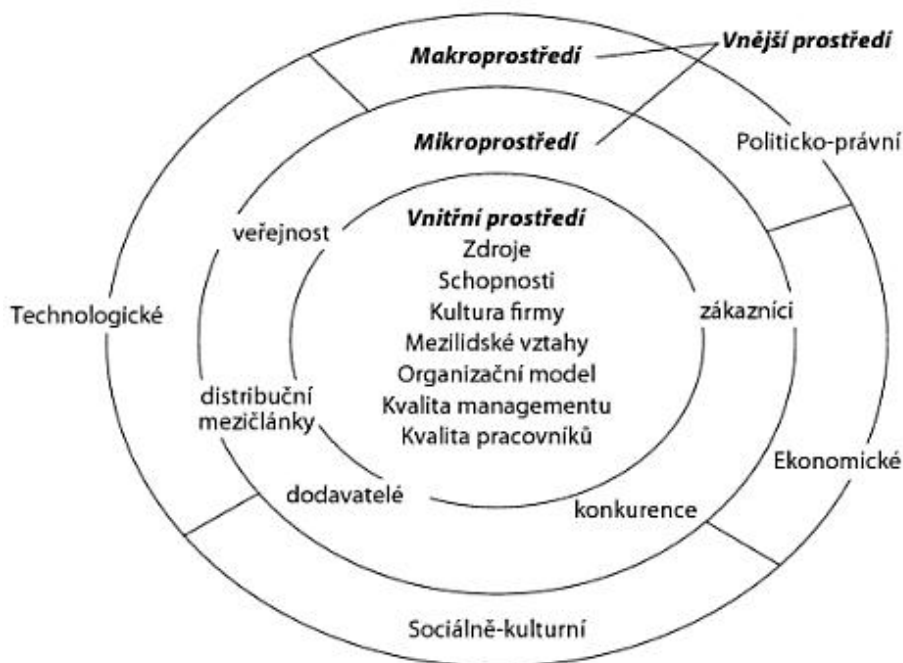 Makroprostředí
Vnější prostředí
Mikroprostředí
Politicko-právní
Vnitřní prostředí
veřejnost
Zdroje
Schopnosti
Technologické
Kultura firmy
zákazníci
Mezilidské vztahy
Organizační model
distribuční
mezičlánky
Kvalita managementu
Kvalita pracovníků
Ekonomické
dodavatelé
konkurence
Sociálně-kulturní